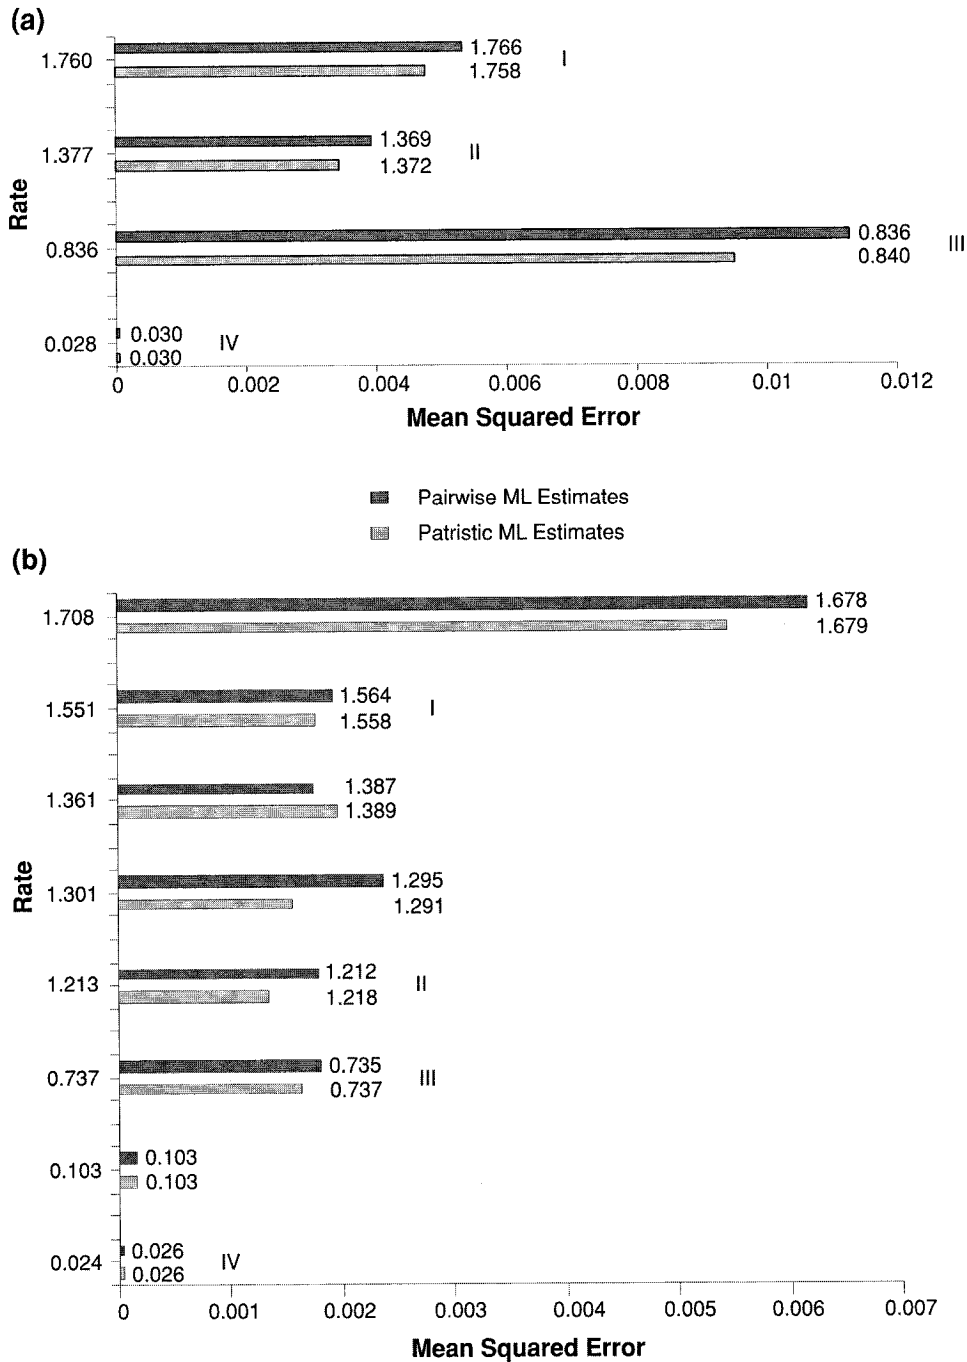 (a)
1.760
1.766
1.758
I
1.377
1.369
1.372
II
Rate
0.836
0.836
0.840
III
0.028
0.030
0.030
IV
0 0.002 0.004 0.006 0.008 0.01 0.012
Mean Squared Error
Pairwise ML Estimates
Patristic ML Estimates
(b)
1.708
1.678
1.679
1.551
1.564
1.558
I
1.361
1.387
1.389
Rate
1.301
1.295
1.291
1.213
1.212
1.218
II
0.737
0.735
0.737
III
0.103
0.103
0.103
0.024
0.026
0.026
IV
0 0.001 0.002 0.003 0.004 0.005 0.006 0.007
Mean Squared Error